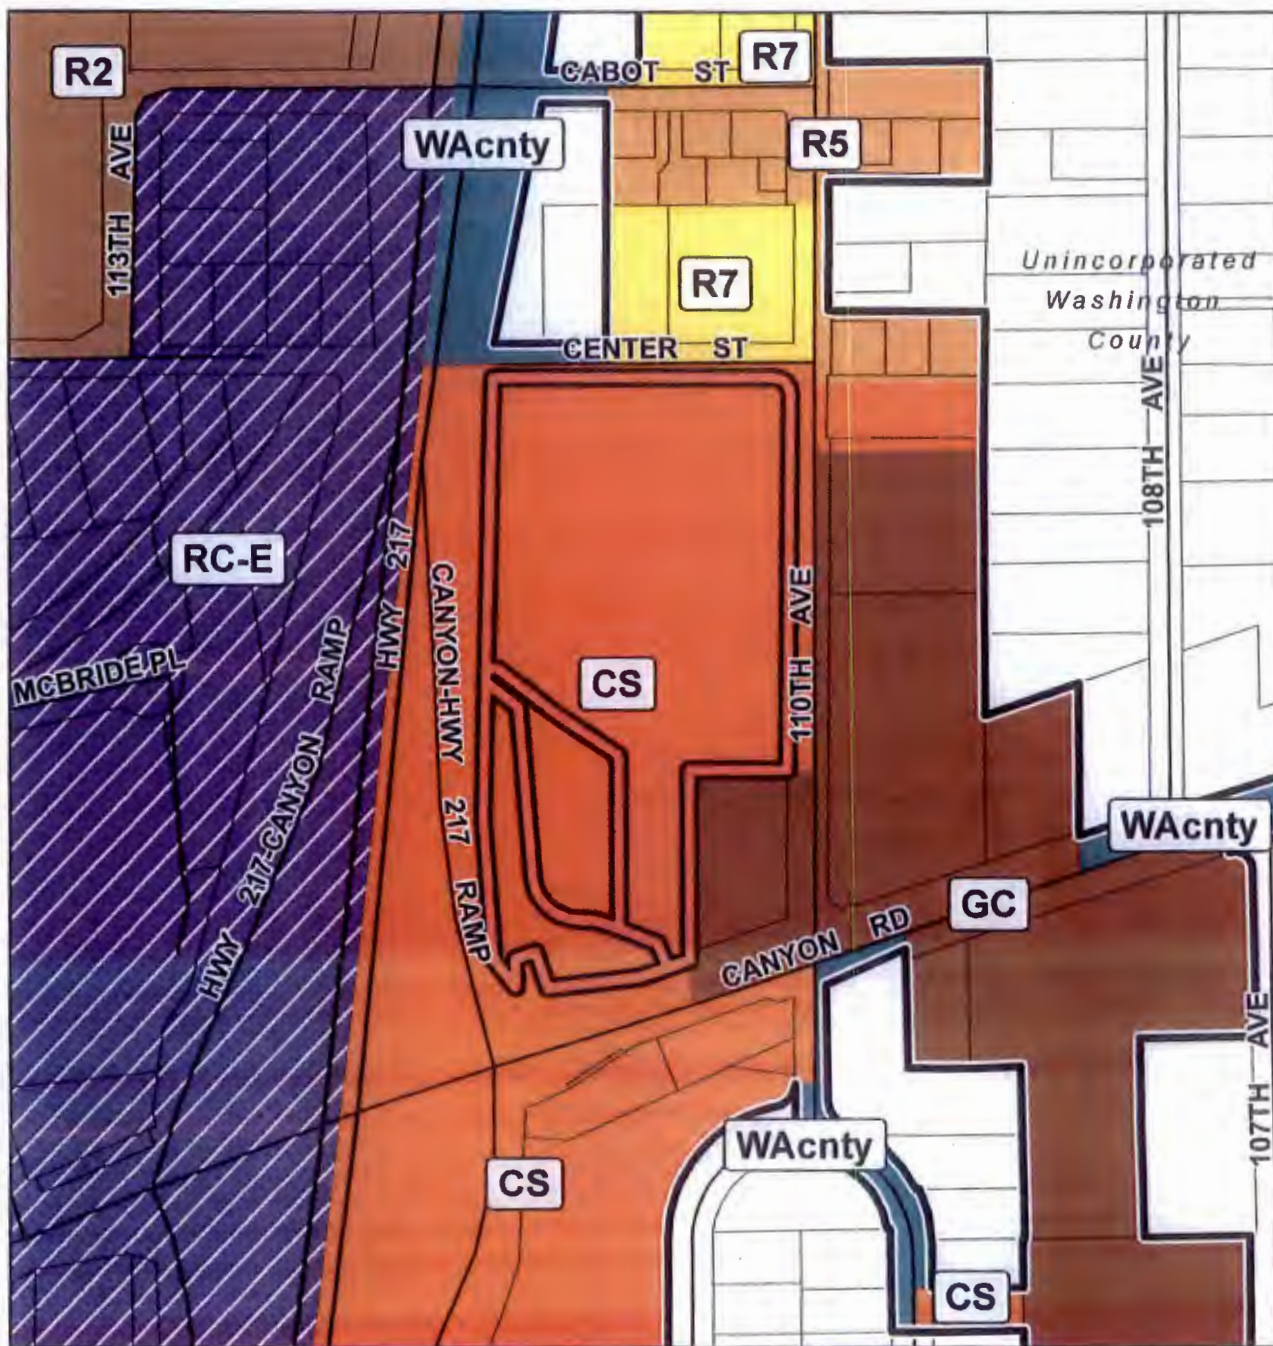 R2
R7
CABOT ST
WAcnty
R5
113TH AVE
Unincorporated
Washington
County
R7
CENTER ST
108TH AVE
RC-E
HWY 217
CANYON-HWY 217 RAMP
110TH AVE
MCBRIDE PL
HWY 217-CANYON RAMP
CS
WAcnty
GC
CANYON RD
107TH AVE
WAcnty
CS
CS